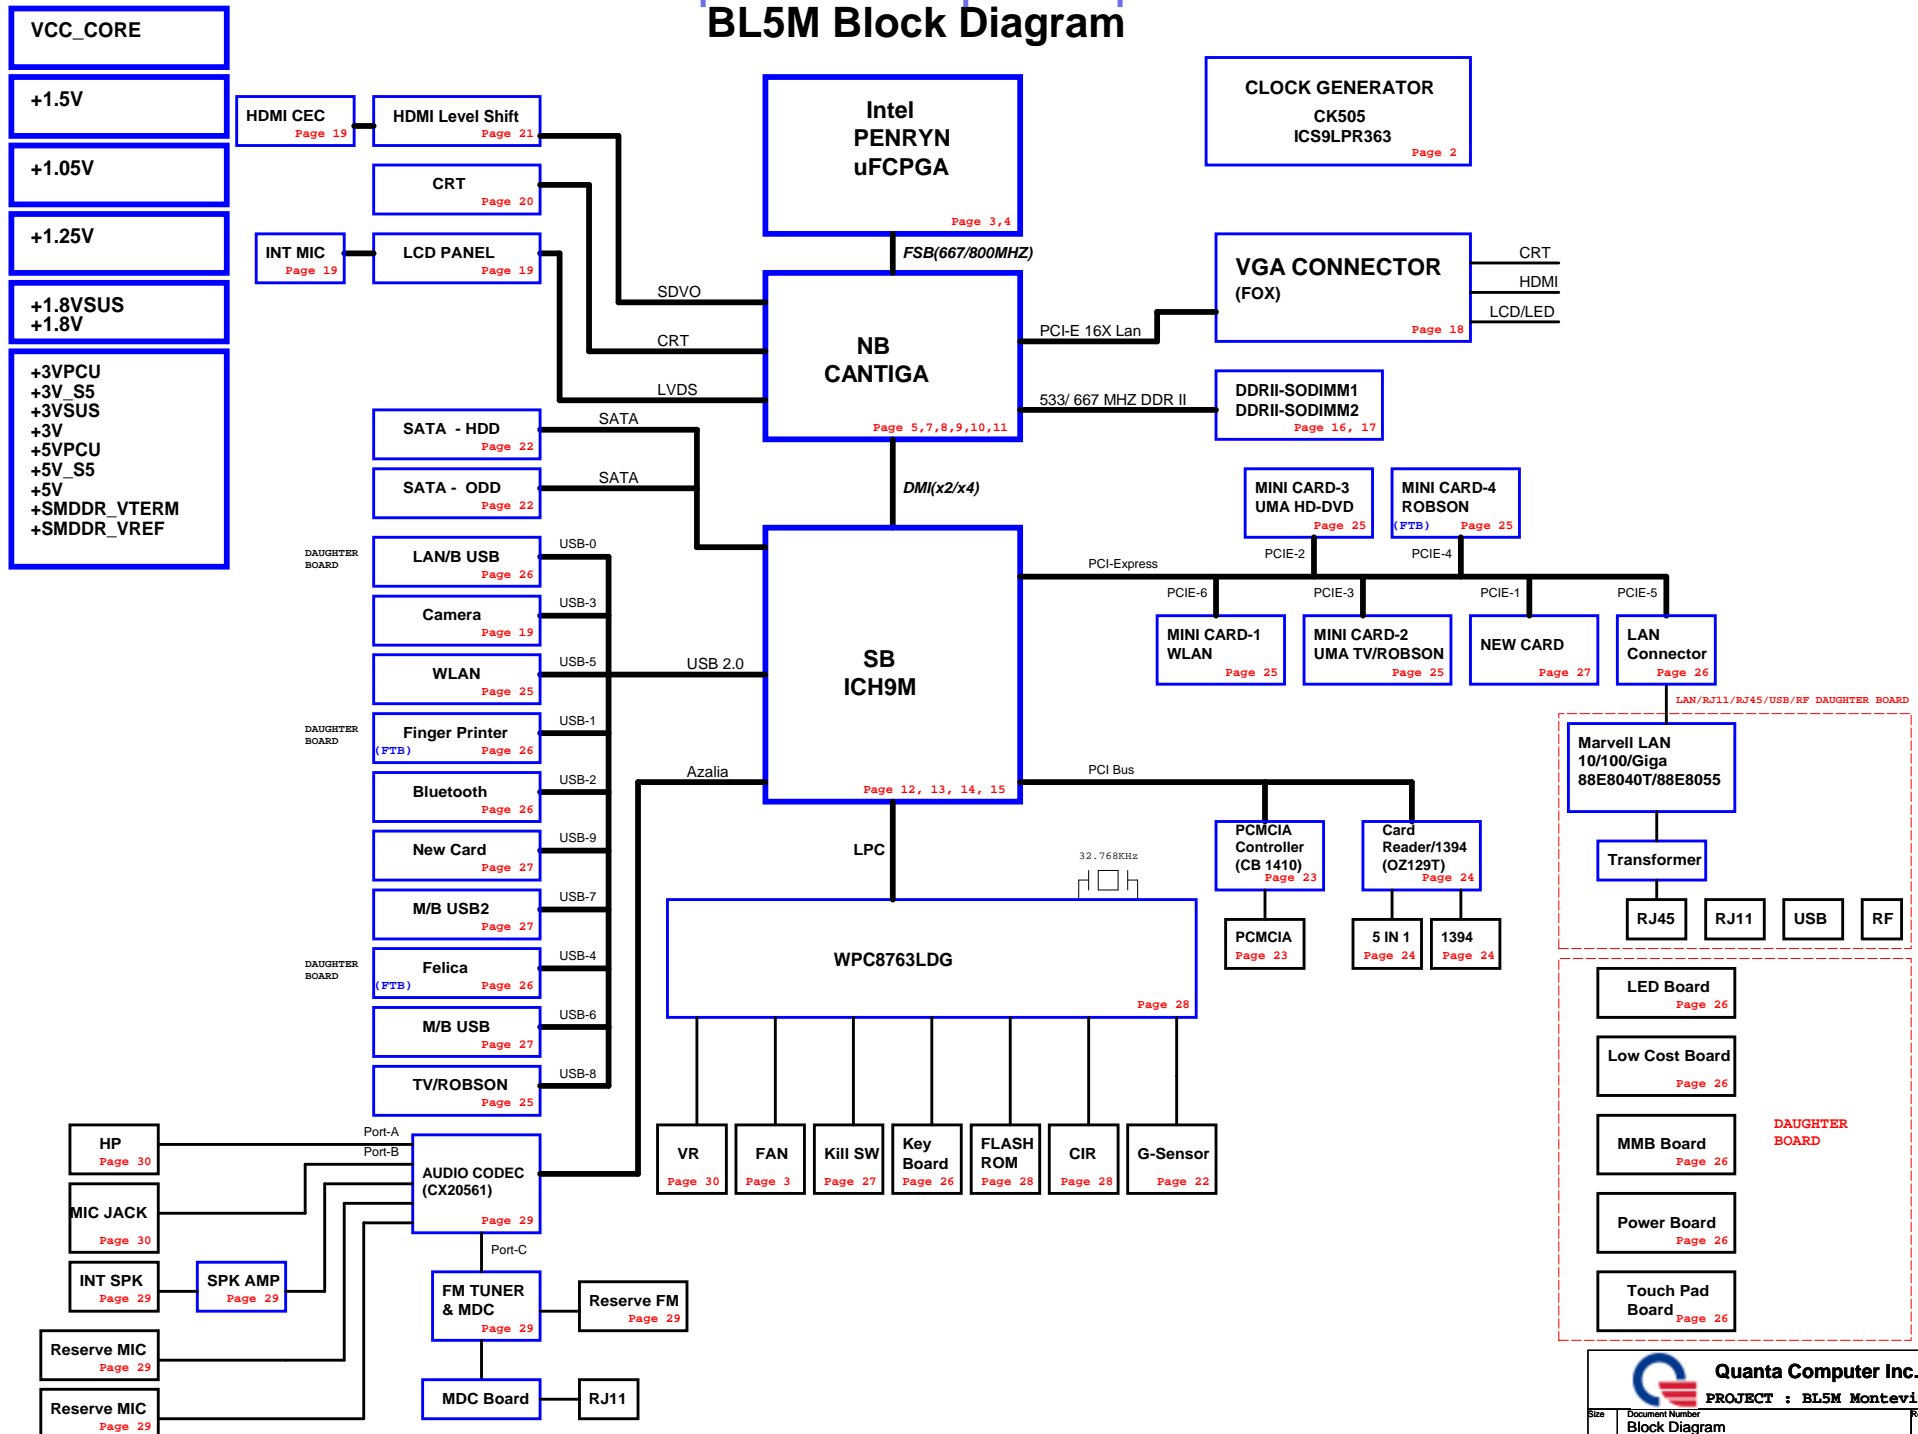 BL5M Block Diagram
VCC_CORE
+1.5V
+1.05V
+1.25V
+1.8VSUS
+1.8V
+3VPCU
+3V_S5
+3VSUS
+3V
+5VPCU
+5V_S5
+5V
+SMDDR_VTERM
+SMDDR_VREF
HDMI CEC
Page 19
HDMI Level Shift
Page 21
CRT
Page 20
INT MIC
Page 19
LCD PANEL
Page 19
SDVO
CRT
LVDS
Intel
PENRYN
uFCPGA
Page 3,4
FSB(667/800MHZ)
CLOCK GENERATOR
CK505
ICS9LPR363
Page 2
NB
CANTIGA
Page 5,7,8,9,10,11
PCI-E 16X Lan
VGA CONNECTOR
(FOX)
Page 18
CRT
HDMI
LCD/LED
533/ 667 MHZ DDR II
DDRII-SODIMM1
DDRII-SODIMM2
Page 16, 17
DMI(x2/x4)
SATA - HDD
Page 22
SATA
SATA - ODD
Page 22
SATA
DAUGHTER
BOARD
LAN/B USB
Page 26
USB-0
Camera
Page 19
USB-3
WLAN
Page 25
USB-5
USB 2.0
DAUGHTER
BOARD
Finger Printer
(FTB)
Page 26
USB-1
Bluetooth
Page 26
USB-2
New Card
Page 27
USB-9
M/B USB2
Page 27
USB-7
DAUGHTER
BOARD
Felica
(FTB)
Page 26
USB-4
M/B USB
Page 27
USB-6
TV/ROBSON
Page 25
USB-8
Azalia
SB
ICH9M
Page 12, 13, 14, 15
PCI-Express
MINI CARD-3
UMA HD-DVD
Page 25
PCIE-2
MINI CARD-4
ROBSON
(FTB)
Page 25
PCIE-4
PCIE-6
MINI CARD-1
WLAN
Page 25
PCIE-3
MINI CARD-2
UMA TV/ROBSON
Page 25
PCIE-1
NEW CARD
Page 27
PCIE-5
LAN
Connector
Page 26
LAN/RJ11/RJ45/USB/RF DAUGHTER BOARD
Marvell LAN
10/100/Giga
88E8040T/88E8055
Transformer
RJ45
RJ11
USB
RF
PCI Bus
PCMCIA
Controller
(CB 1410)
Page 23
Card
Reader/1394
(OZ129T)
Page 24
PCMCIA
Page 23
5 IN 1
Page 24
1394
Page 24
LPC
32.768KHz
WPC8763LDG
Page 28
VR
Page 30
FAN
Page 3
Kill SW
Page 27
Key
Board
Page 26
FLASH
ROM
Page 28
CIR
Page 28
G-Sensor
Page 22
LED Board
Page 26
Low Cost Board
Page 26
MMB Board
Page 26
Power Board
Page 26
Touch Pad
Board
Page 26
DAUGHTER
BOARD
HP
Page 30
Port-A
Port-B
MIC JACK
Page 30
AUDIO CODEC
(CX20561)
Page 29
INT SPK
Page 29
SPK AMP
Page 29
Reserve MIC
Page 29
Reserve MIC
Page 29
Port-C
FM TUNER
& MDC
Page 29
Reserve FM
Page 29
MDC Board
RJ11
Quanta Computer Inc.
PROJECT : BL5M Montevi
Size
Document Number
Block Diagram